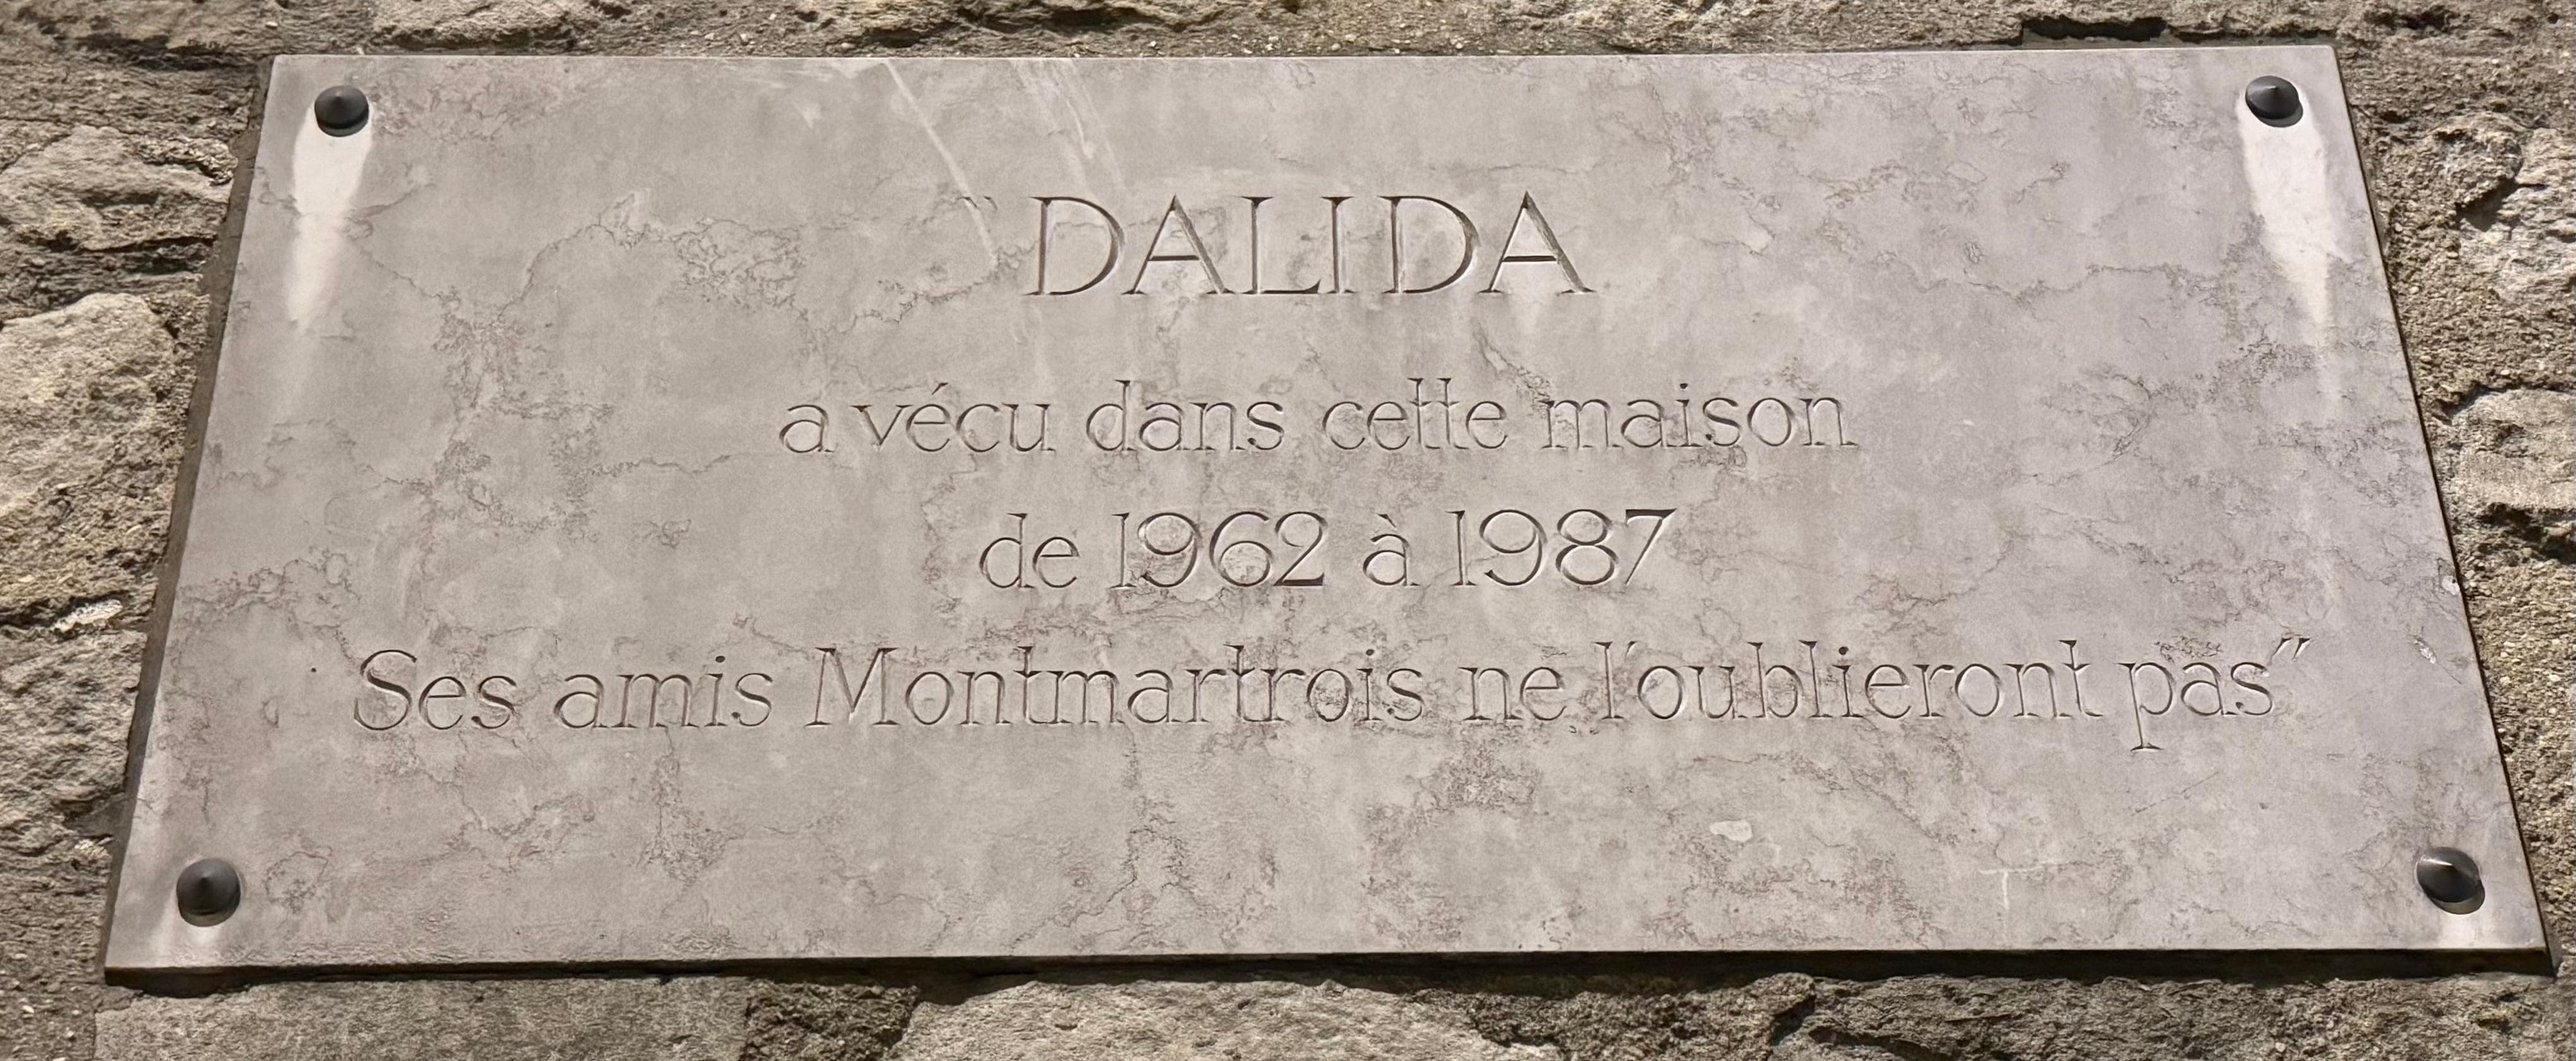 "DALIDA
a vécu dans cette maison
de 1962 à 1987
Ses amis Montmartrois ne l'oublieront pas"